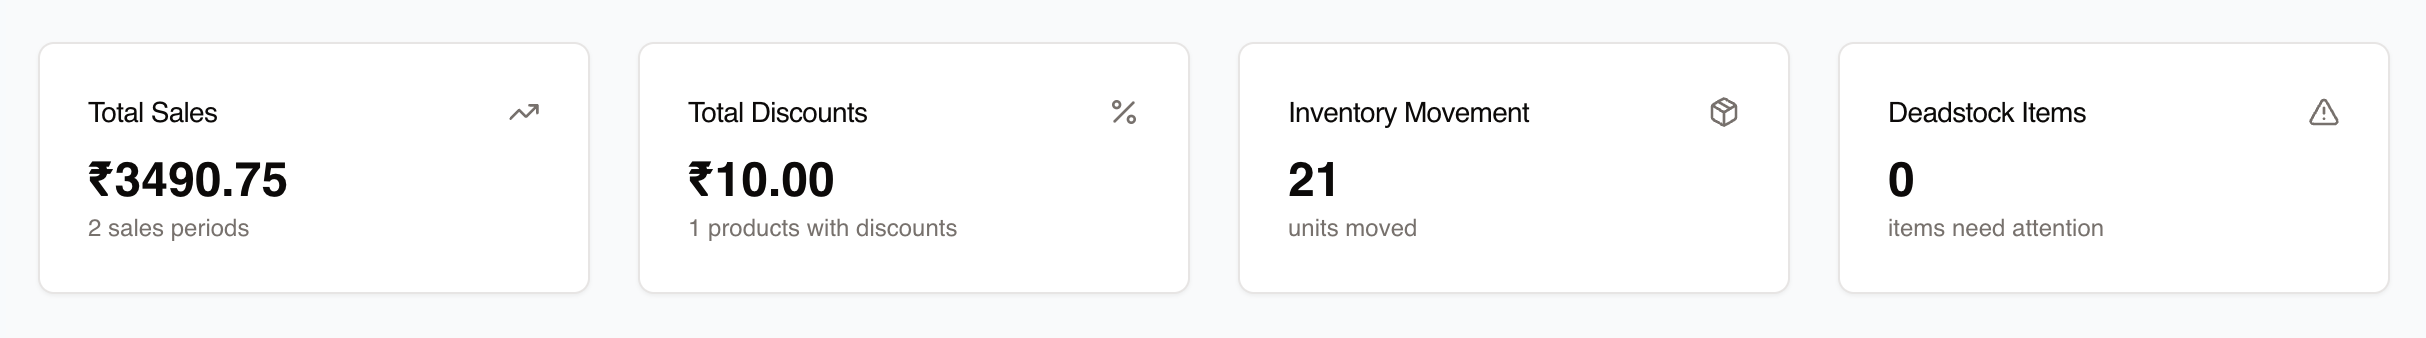 Total Sales
₹3490.75
2 sales periods
Total Discounts
₹10.00
1 products with discounts
Inventory Movement
21
units moved
Deadstock Items
0
items need attention